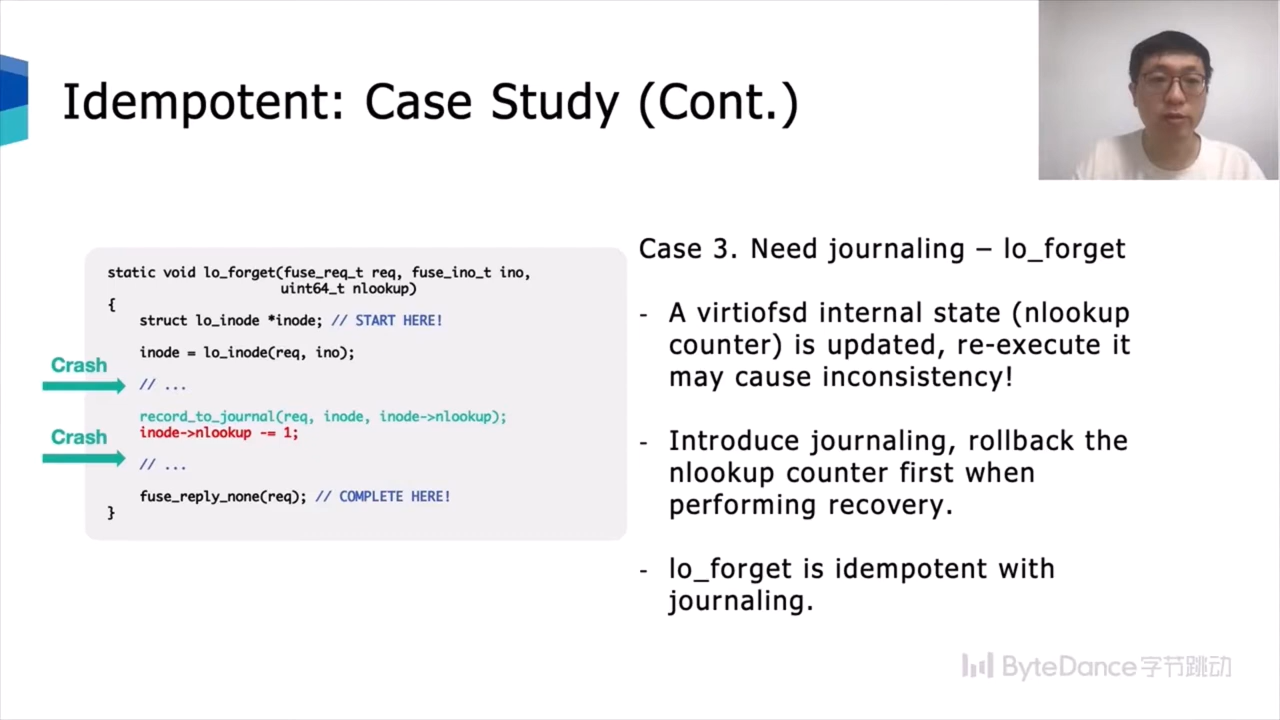 Idempotent: Case Study (Cont.)
static void lo_forget(fuse_req_t req, fuse_ino_t ino,
uint64_t nlookup)
{
struct lo_inode *inode; // START HERE!
inode = lo_inode(req, ino);
Crash
// ...
record_to_journal(req, inode, inode->nlookup);
inode->nlookup -= 1;
Crash
// ...
fuse_reply_none(req); // COMPLETE HERE!
}
Case 3. Need journaling – lo_forget
- A virtiofsd internal state (nlookup
counter) is updated, re-execute it
may cause inconsistency!
- Introduce journaling, rollback the
nlookup counter first when
performing recovery.
- lo_forget is idempotent with
journaling.
ByteDance字节跳动